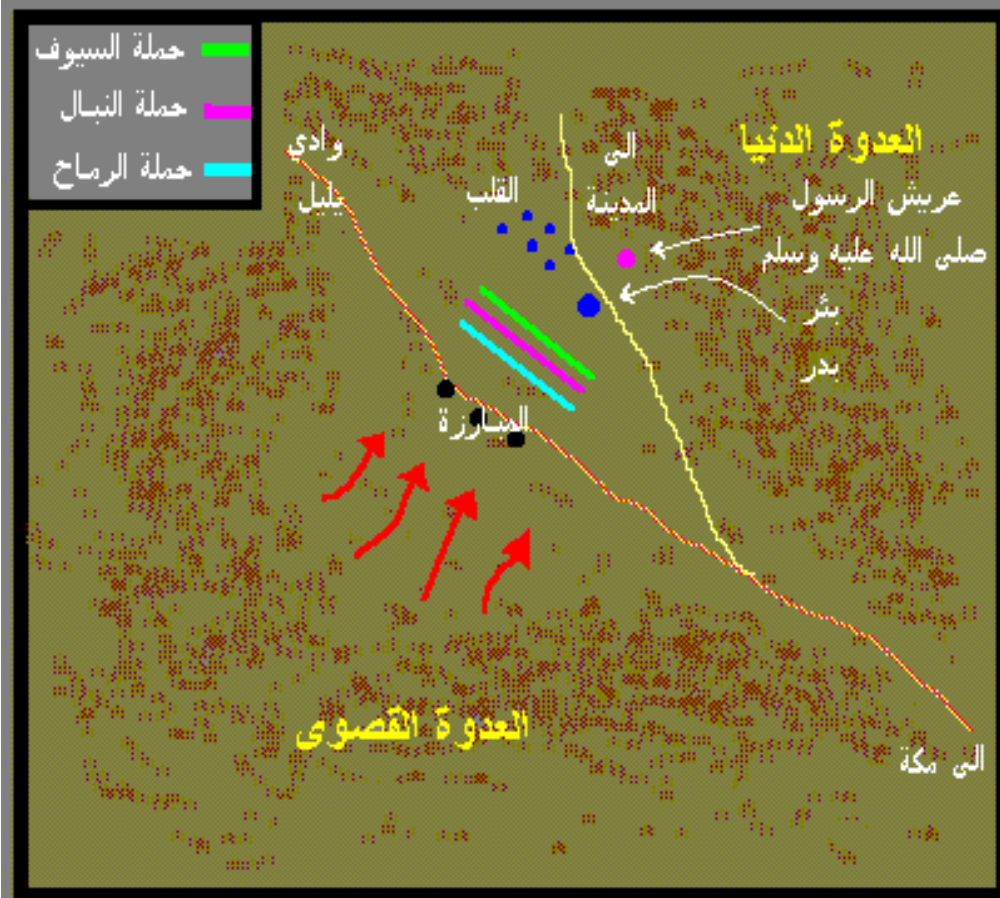 حملة السيوف
حملة النبال
حملة الرماح
العدوة الدنيا
وادي
يليل
القلب
الى
المدينة
عريش الرسول
صلى الله عليه وسلم
بئر
بدر
المبارزة
العدوة القصوى
الى مكة